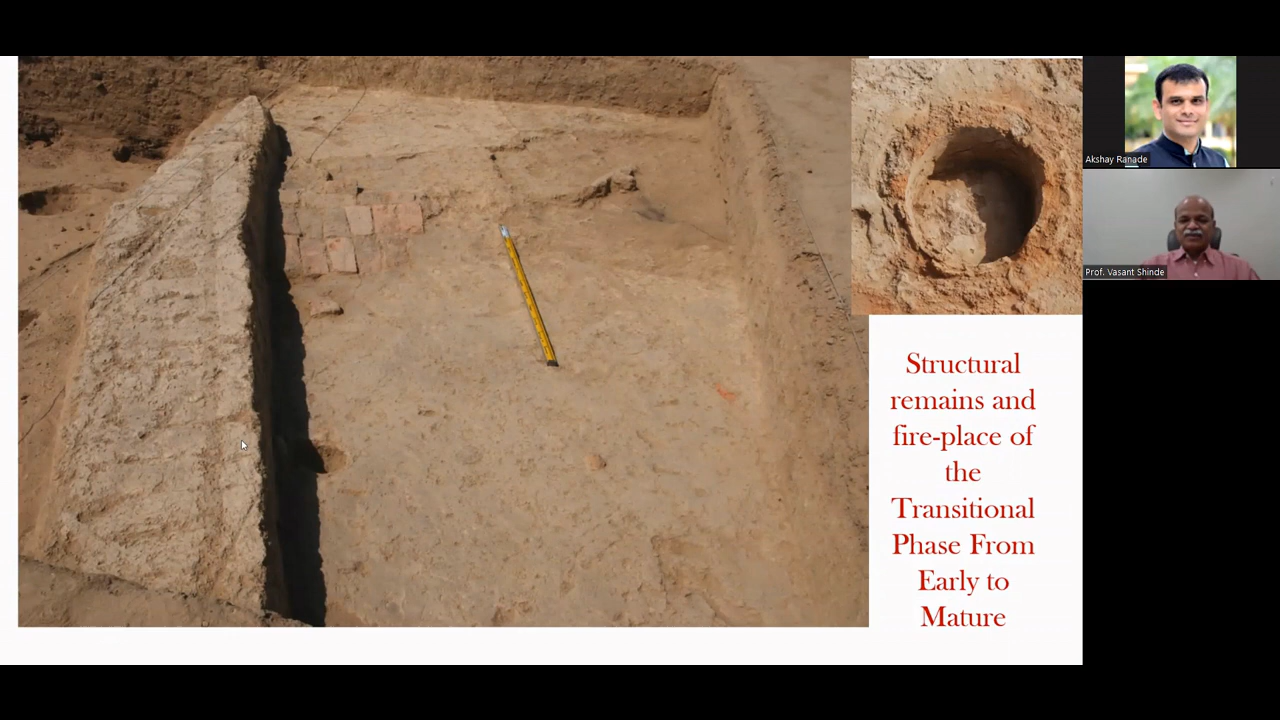 Structural
remains and
fire-place of
the
Transitional
Phase From
Early to
Mature
Akshay Ranade
Prof. Vasant Shinde